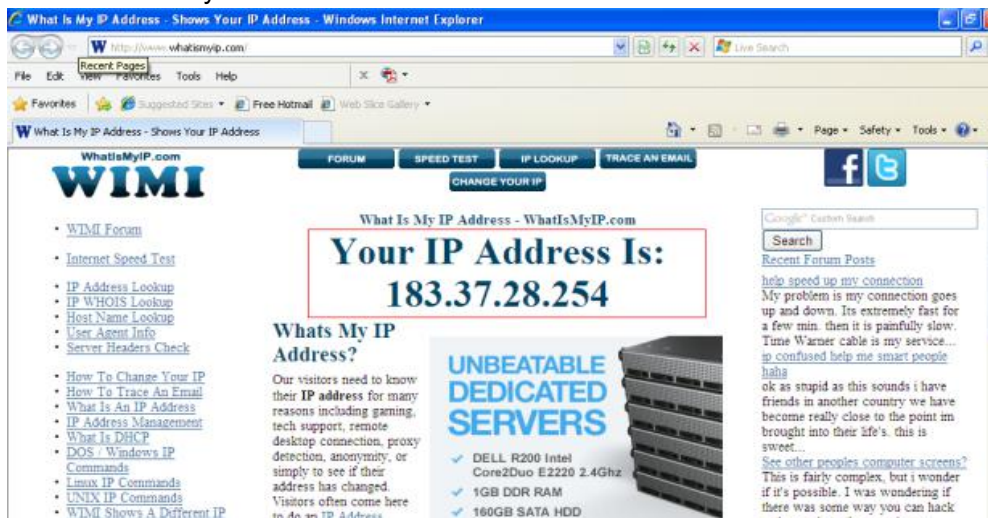 What Is My IP Address - Shows Your IP Address - Windows Internet Explorer
W http://www.whatismyip.com/
Live Search
Recent Pages
File Edit View Favorites Tools Help
x
Favorites Suggested Sites Free Hotmail Web Slice Gallery
W What Is My IP Address - Shows Your IP Address
Page Safety Tools
WhatIsMyIP.com
WIMI
FORUM SPEED TEST IP LOOKUP TRACE AN EMAIL
CHANGE YOUR IP
f t
• WIMI Forum
• Internet Speed Test
• IP Address Lookup
• IP WHOIS Lookup
• Host Name Lookup
• User Agent Info
• Server Headers Check
• How To Change Your IP
• How To Trace An Email
• What Is An IP Address
• IP Address Management
• What Is DHCP
• DOS / Windows IP
Commands
• Linux IP Commands
• UNIX IP Commands
• WIMI Shows A Different IP
What Is My IP Address - WhatIsMyIP.com
Your IP Address Is:
183.37.28.254
Whats My IP
Address?
Our visitors need to know
their IP address for many
reasons including gaming,
tech support, remote
desktop connection, proxy
detection, anonymity, or
simply to see if their
address has changed.
Visitors often come here
to do an IP Address
UNBEATABLE
DEDICATED
SERVERS
DELL R200 Intel
Core2Duo E2220 2.4Ghz
1GB DDR RAM
160GB SATA HDD
Google™ Custom Search
Search
Recent Forum Posts
help speed up my connection
My problem is my connection goes
up and down. Its extremely fast for
a few min. then it is painfully slow.
Time Warner cable is my service...
ip confused help me smart people
haha
ok as stupid as this sounds i have
friends in another country we have
become really close to the point im
brought into their life's. this is
sweet...
See other peoples computer screens?
This is fairly complex, but i wonder
if it's possible. I was wondering if
there was some way you can hack